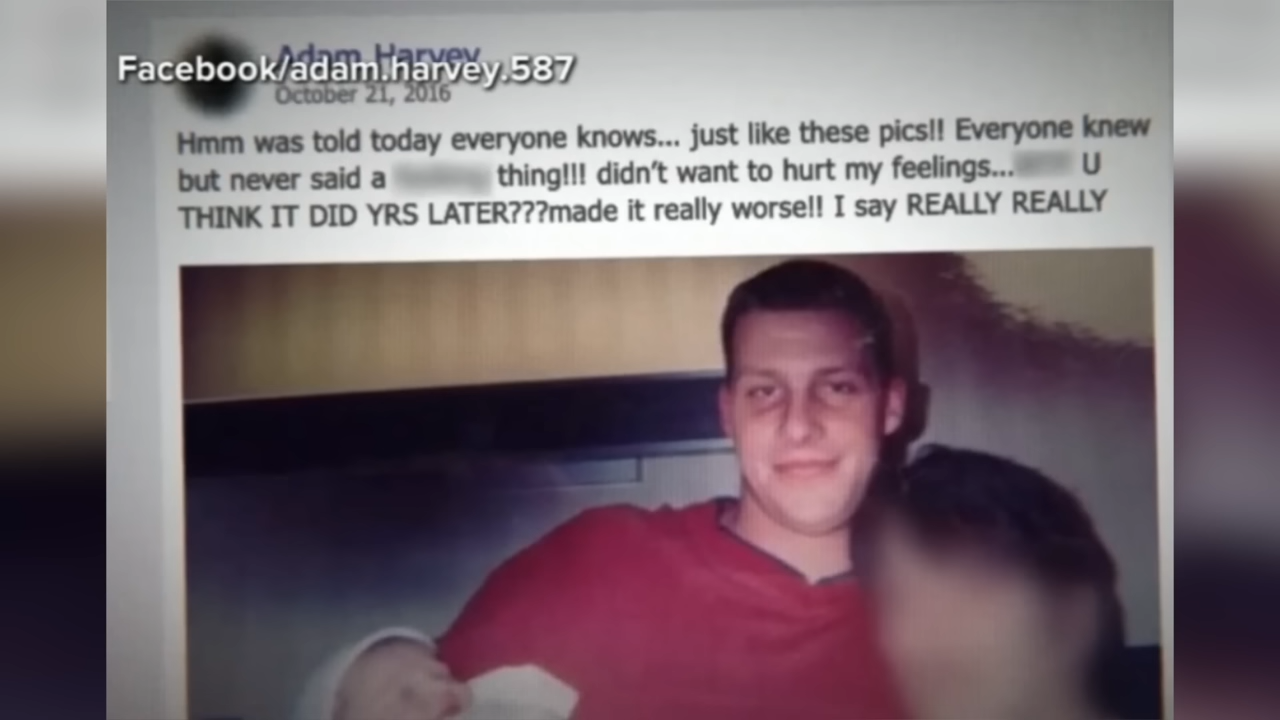 Adam Harvey
Facebook/adam.harvey.587
October 21, 2016
Hmm was told today everyone knows... just like these pics!! Everyone knew
but never said a thing!!! didn't want to hurt my feelings... U
THINK IT DID YRS LATER???made it really worse!! I say REALLY REALLY